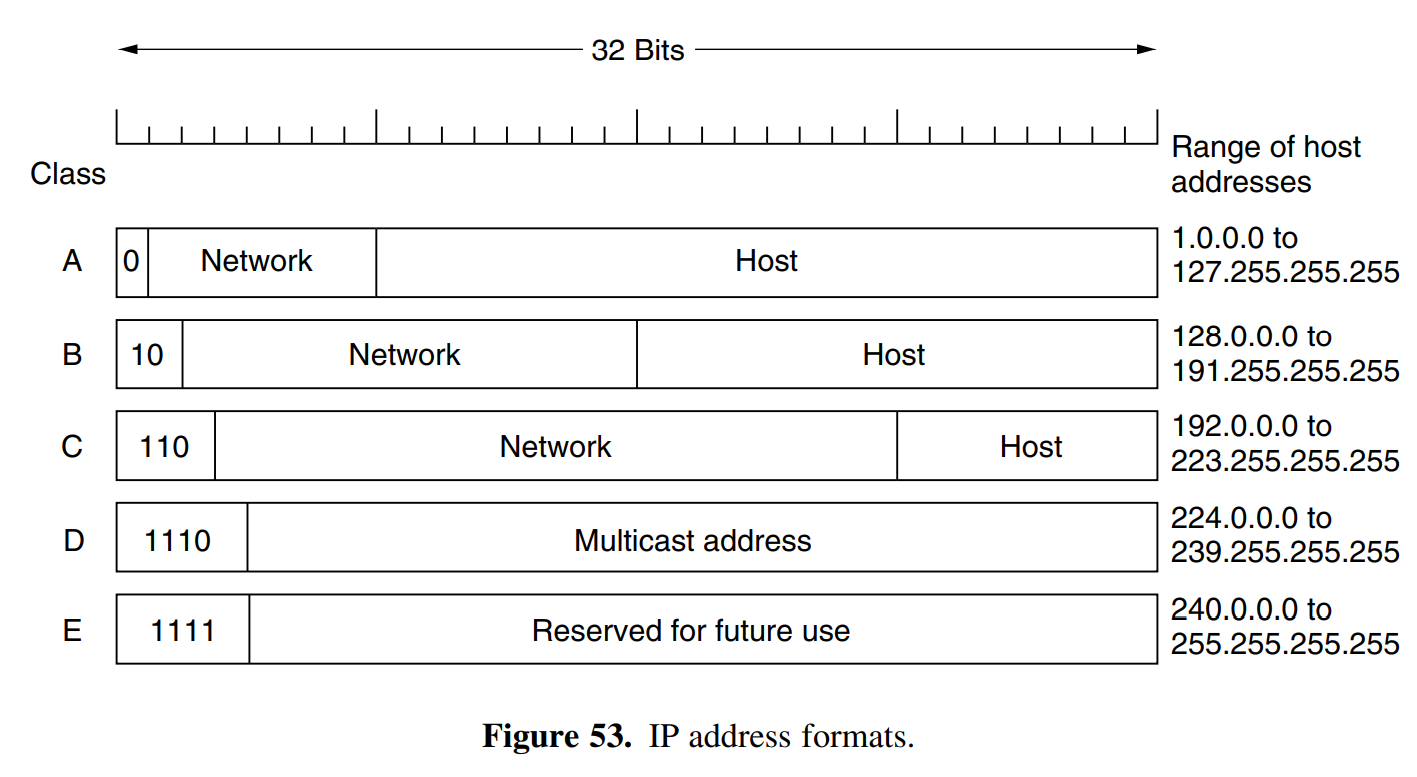 32 Bits
Range of host
addresses
Class
A
0
Network
Host
1.0.0.0 to
127.255.255.255
B
10
Network
Host
128.0.0.0 to
191.255.255.255
C
110
Network
Host
192.0.0.0 to
223.255.255.255
D
1110
Multicast address
224.0.0.0 to
239.255.255.255
E
1111
Reserved for future use
240.0.0.0 to
255.255.255.255
Figure 53. IP address formats.